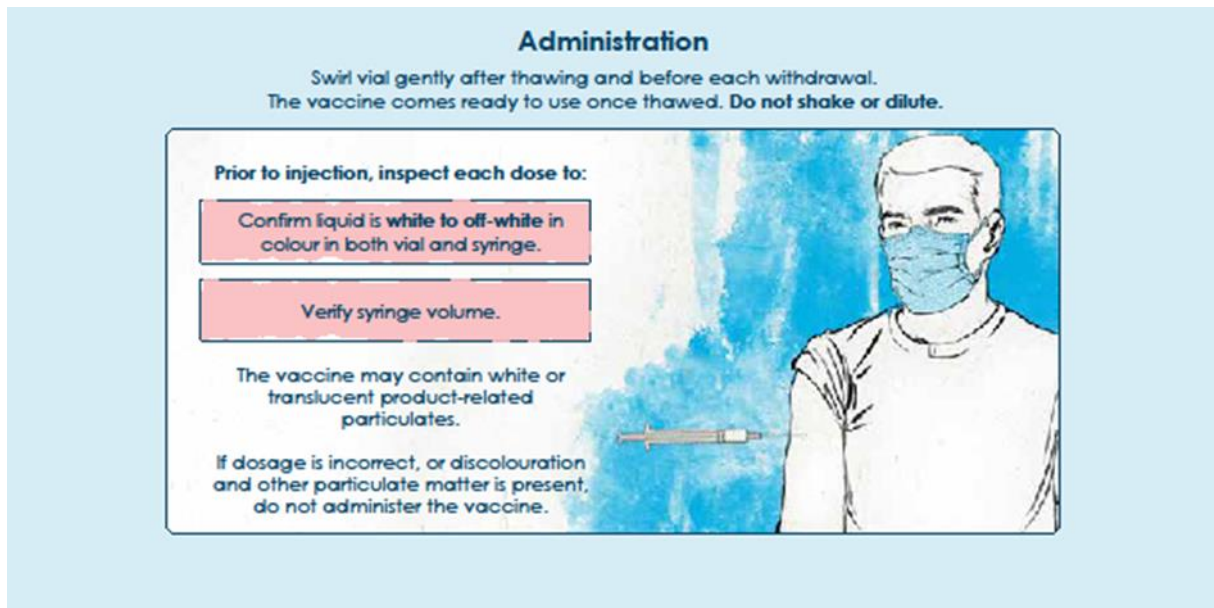 Administration
Swirl vial gently after thawing and before each withdrawal.
The vaccine comes ready to use once thawed. Do not shake or dilute.
Prior to injection, inspect each dose to:
Confirm liquid is white to off-white in
colour in both vial and syringe.
Verify syringe volume.
The vaccine may contain white or
translucent product-related
particulates.
If dosage is incorrect, or discolouration
and other particulate matter is present,
do not administer the vaccine.